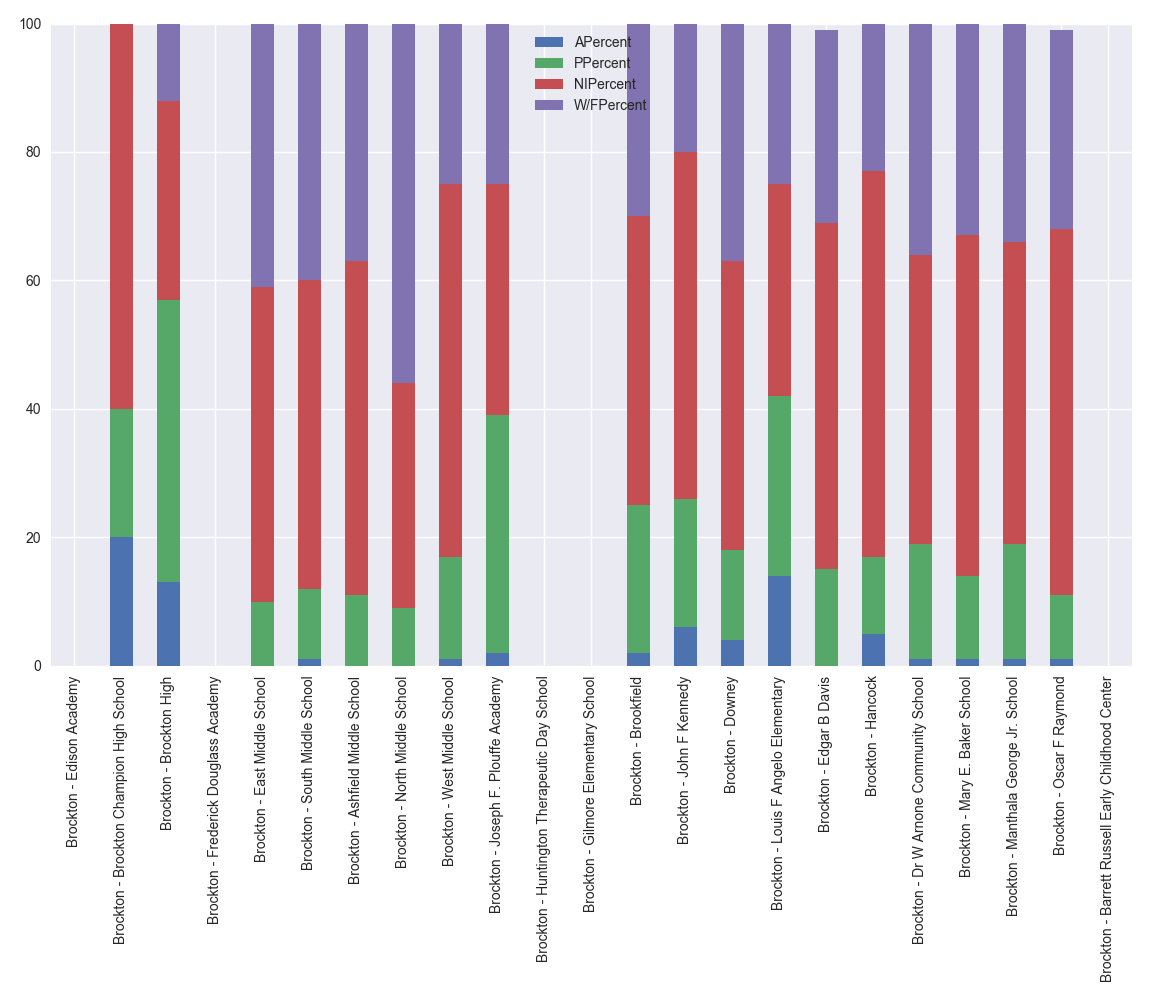 100
80
60
40
20
0
APercent
PPercent
NIPercent
W/FPercent
Brockton - Edison Academy
Brockton - Brockton Champion High School
Brockton - Brockton High
Brockton - Frederick Douglass Academy
Brockton - East Middle School
Brockton - South Middle School
Brockton - Ashfield Middle School
Brockton - North Middle School
Brockton - West Middle School
Brockton - Joseph F. Plouffe Academy
Brockton - Huntington Therapeutic Day School
Brockton - Gilmore Elementary School
Brockton - Brookfield
Brockton - John F Kennedy
Brockton - Downey
Brockton - Louis F Angelo Elementary
Brockton - Edgar B Davis
Brockton - Hancock
Brockton - Dr W Arnone Community School
Brockton - Mary E. Baker School
Brockton - Manthala George Jr. School
Brockton - Oscar F Raymond
Brockton - Barrett Russell Early Childhood Center